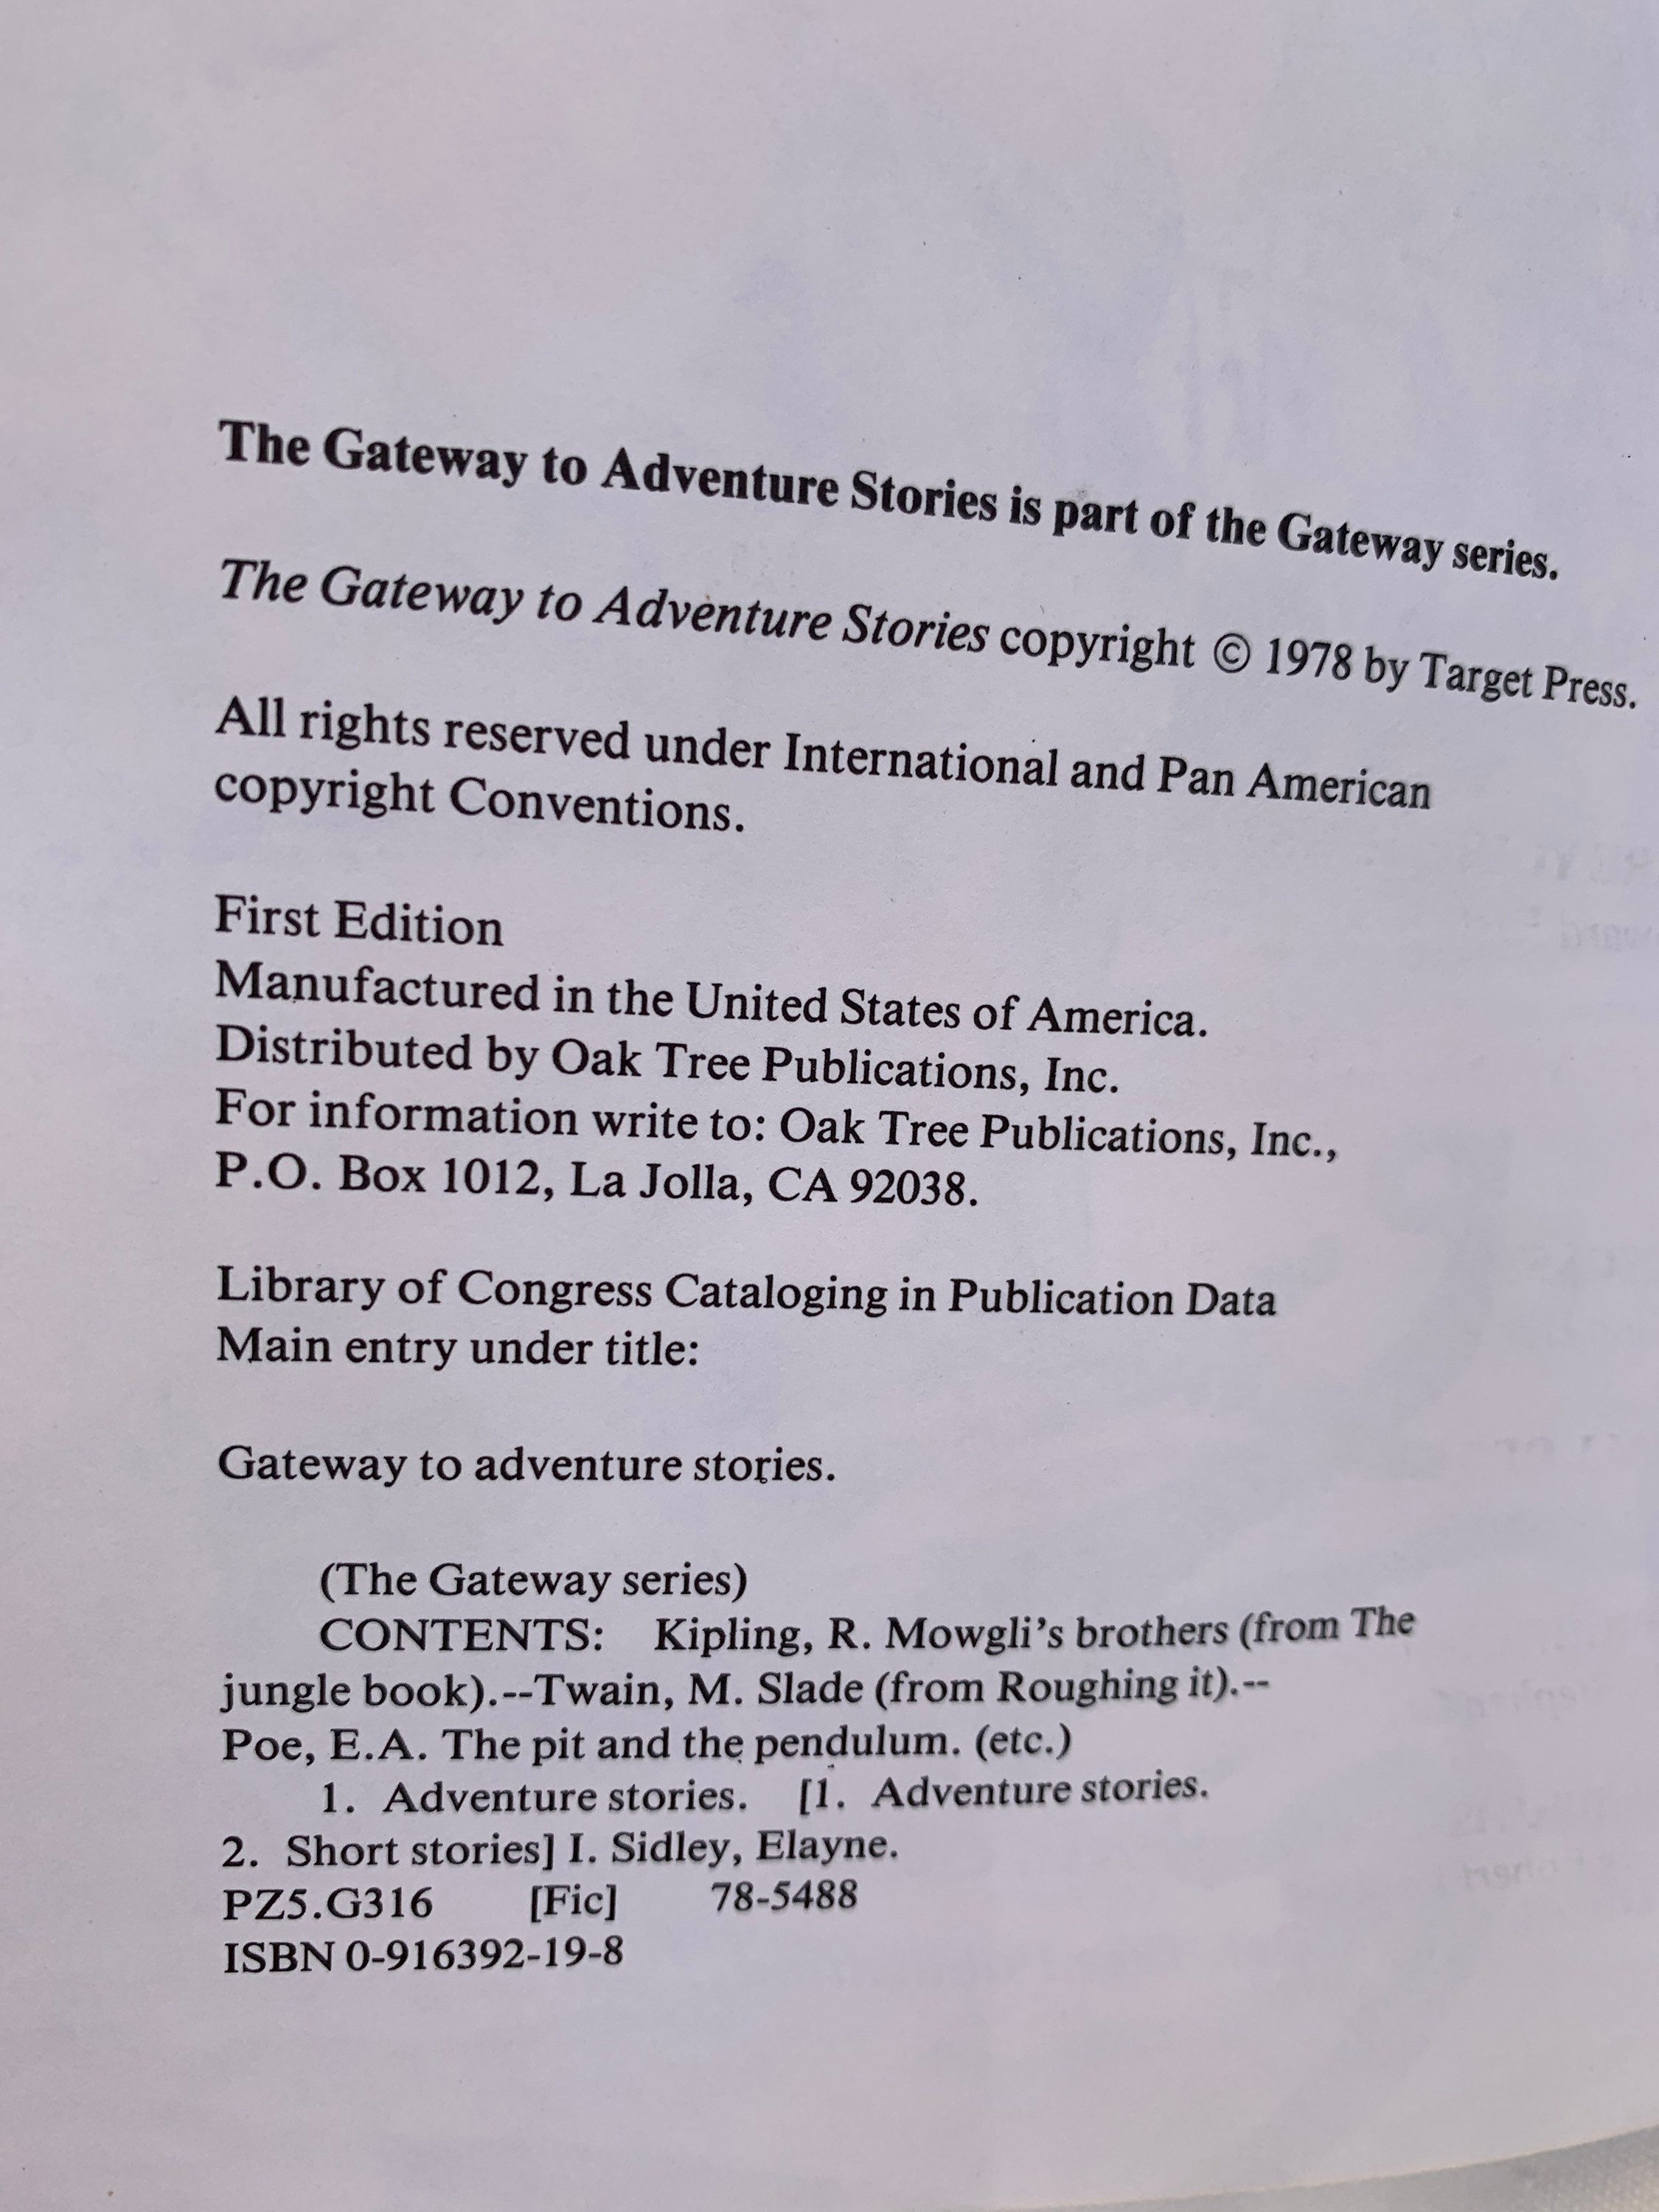 The Gateway to Adventure Stories is part of the Gateway series.
The Gateway to Adventure Stories copyright © 1978 by Target Press.
All rights reserved under International and Pan American
copyright Conventions.
First Edition
Manufactured in the United States of America.
Distributed by Oak Tree Publications, Inc.
For information write to: Oak Tree Publications, Inc.,
P.O. Box 1012, La Jolla, CA 92038.
Library of Congress Cataloging in Publication Data
Main entry under title:
Gateway to adventure stories.
(The Gateway series)
CONTENTS: Kipling, R. Mowgli's brothers (from The
jungle book).--Twain, M. Slade (from Roughing it).--
Poe, E.A. The pit and the pendulum. (etc.)
1. Adventure stories. [1. Adventure stories.
2. Short stories] I. Sidley, Elayne.
PZ5.G316 [Fic] 78-5488
ISBN 0-916392-19-8